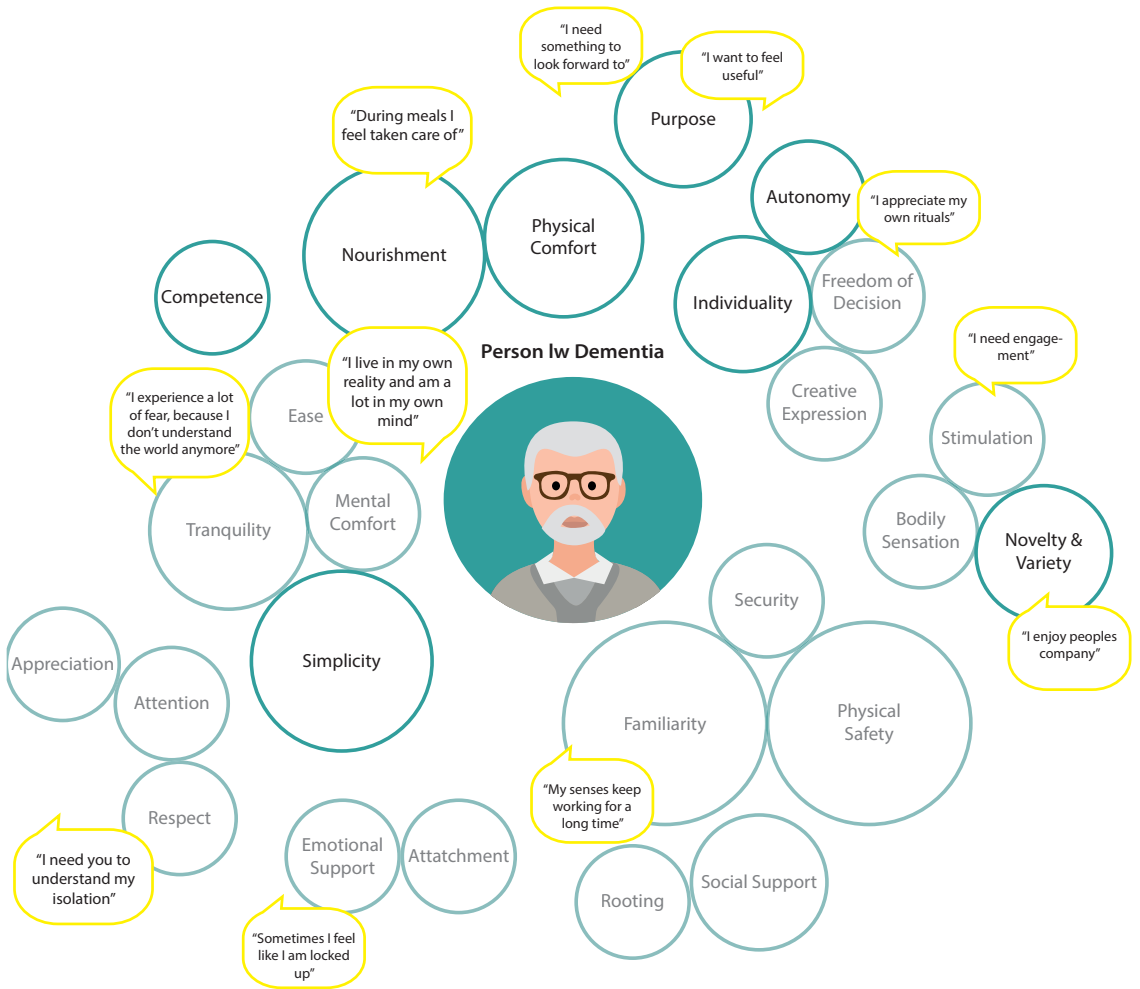 “I need
something to
look forward to”
“I want to feel
useful”
Purpose
“During meals I
feel taken care of”
Autonomy
“I appreciate my
own rituals”
Physical
Comfort
Nourishment
Competence
Individuality
Freedom of
Decision
“I need engage-
ment”
Person lw Dementia
“I live in my own
reality and am a
lot in my own
mind”
“I experience a lot
of fear, because I
don’t understand
the world anymore”
Ease
Creative
Expression
Stimulation
Mental
Comfort
Tranquility
Bodily
Sensation
Novelty &
Variety
Security
“I enjoy peoples
company”
Simplicity
Appreciation
Attention
Familiarity
Physical
Safety
“My senses keep
working for a
long time”
Respect
“I need you to
understand my
isolation”
Emotional
Support
Attatchment
Social Support
Rooting
“Sometimes I feel
like I am locked
up”